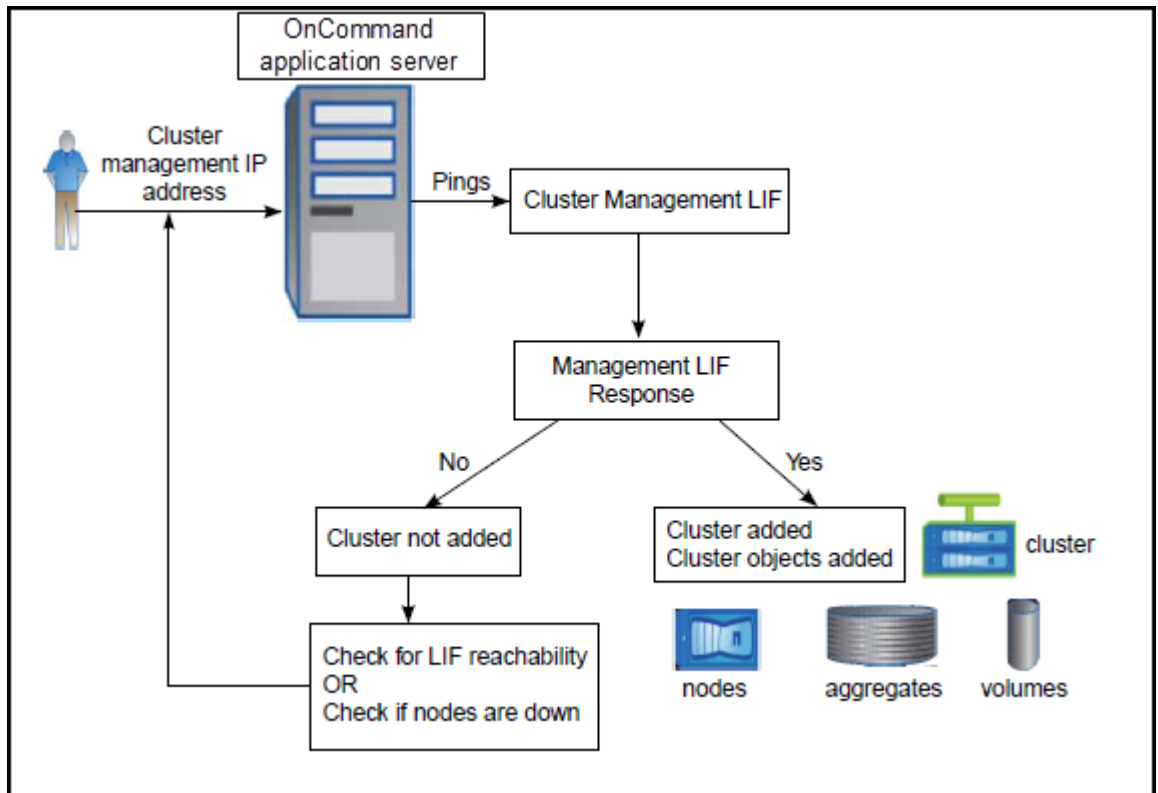 OnCommand
application server
Cluster
management IP
address
Pings
Cluster Management LIF
Management LIF
Response
No
Yes
Cluster not added
Cluster added
Cluster objects added
cluster
Check for LIF reachability
OR
Check if nodes are down
nodes
aggregates
volumes